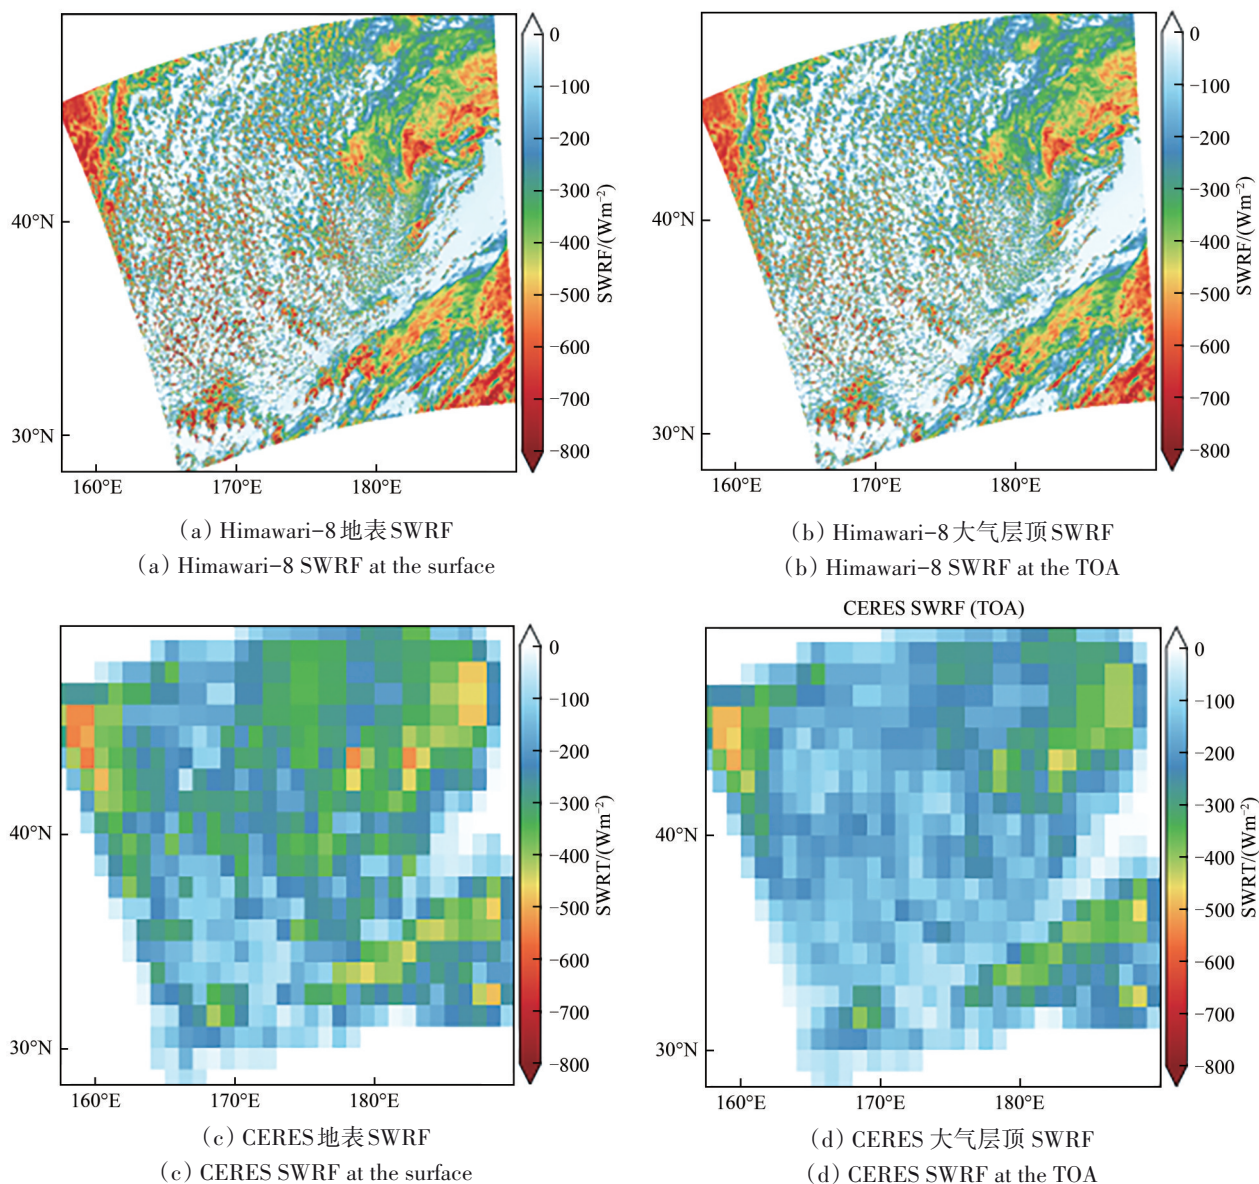 0
−100
−200
−300
−400
−500
−600
−700
−800
SWRF/(Wm⁻²)
40°N
30°N
160°E
170°E
180°E
(a) Himawari-8地表SWRF
(a) Himawari-8 SWRF at the surface
0
−100
−200
−300
−400
−500
−600
−700
−800
SWRF/(Wm⁻²)
40°N
30°N
160°E
170°E
180°E
(b) Himawari-8大气层顶SWRF
(b) Himawari-8 SWRF at the TOA
0
−100
−200
−300
−400
−500
−600
−700
−800
SWRT/(Wm⁻²)
40°N
30°N
160°E
170°E
180°E
(c) CERES地表SWRF
(c) CERES SWRF at the surface
CERES SWRF (TOA)
0
−100
−200
−300
−400
−500
−600
−700
−800
SWRT/(Wm⁻²)
40°N
30°N
160°E
170°E
180°E
(d) CERES 大气层顶 SWRF
(d) CERES SWRF at the TOA